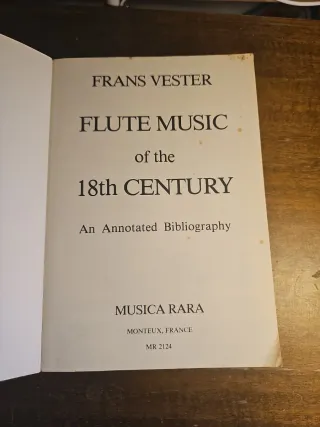 FRANS VESTER
FLUTE MUSIC
of the
18th CENTURY
An Annotated Bibliography
MUSICA RARA
MONTEUX, FRANCE
MR 2124